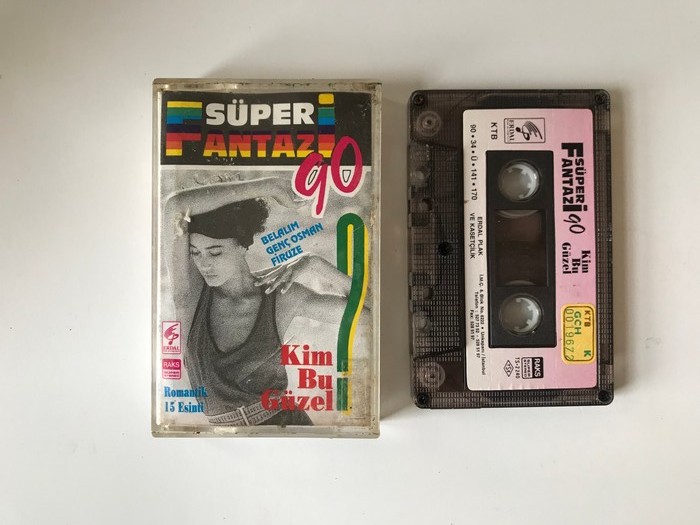 SÜPER
FANTAZİ
90
BELALIM
GENÇ OSMAN
FİRUZE
?
Kim
Bu
Güzel
ERDAL
RAKS
Romantik
15 Esinti
ERDAL
KTB
90 • 34 • Ü • 141 • 170
ERDAL PLAK
VE KASETÇİLİK
SÜPER
FANTAZİ
90
Kim
Bu
Güzel
KTB
K
GCH
RAKS